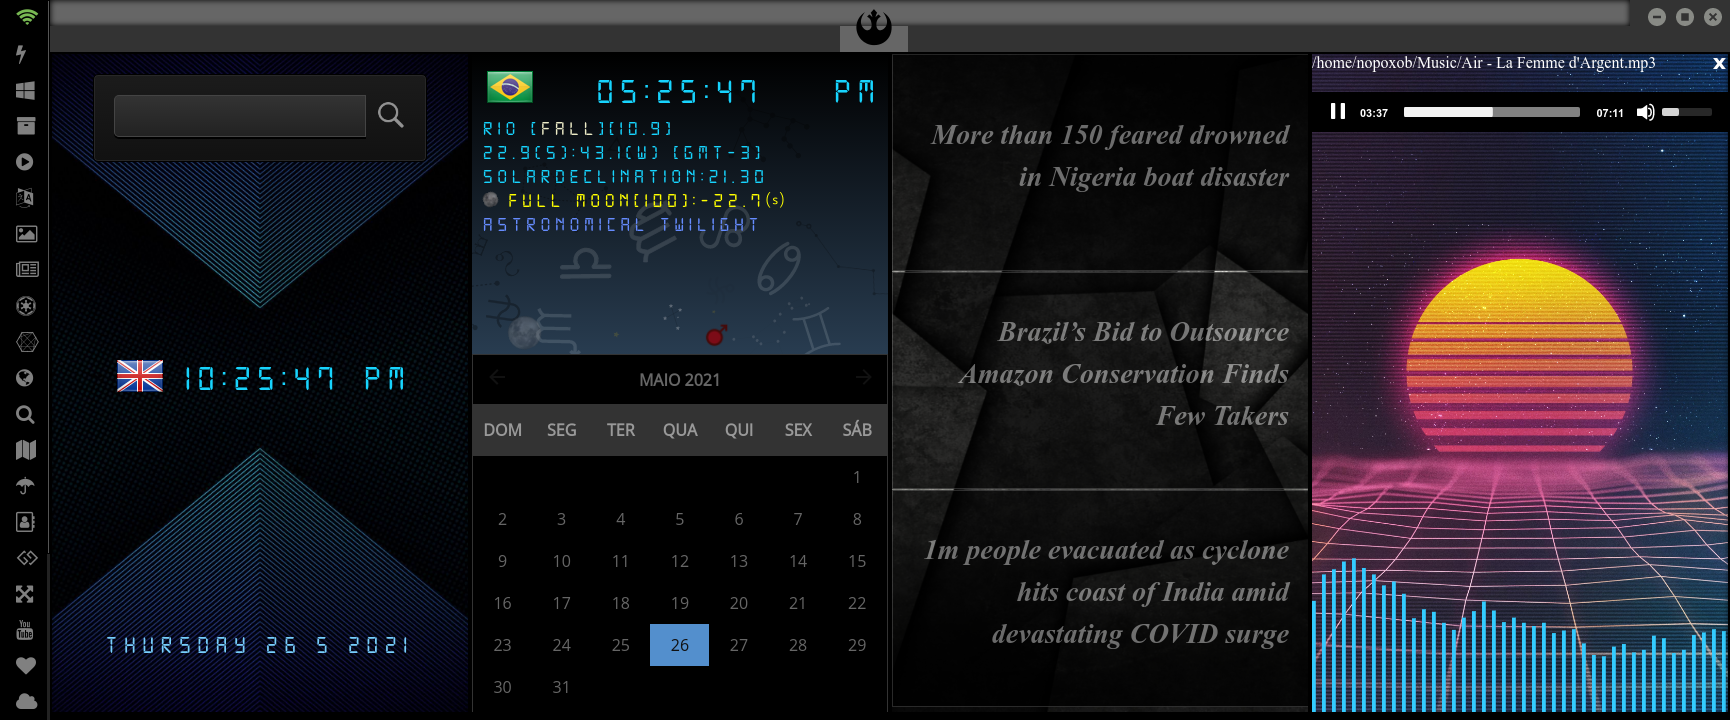 10:25:47 PM
THURSDAY 26 5 2021
05:25:47 PM
RIO (FALL)(10.9)
22.9(S):43.1(W) (GMT-3)
SOLARDECLINATION:21.30
FULL MOON(100):-22.7(s)
ASTRONOMICAL TWILIGHT
MAIO 2021
DOM SEG TER QUA QUI SEX SÁB
1
2 3 4 5 6 7 8
9 10 11 12 13 14 15
16 17 18 19 20 21 22
23 24 25 26 27 28 29
30 31
More than 150 feared drowned
in Nigeria boat disaster
Brazil’s Bid to Outsource
Amazon Conservation Finds
Few Takers
1m people evacuated as cyclone
hits coast of India amid
devastating COVID surge
/home/nopoxob/Music/Air - La Femme d'Argent.mp3 x
03:37 07:11
You
Tube